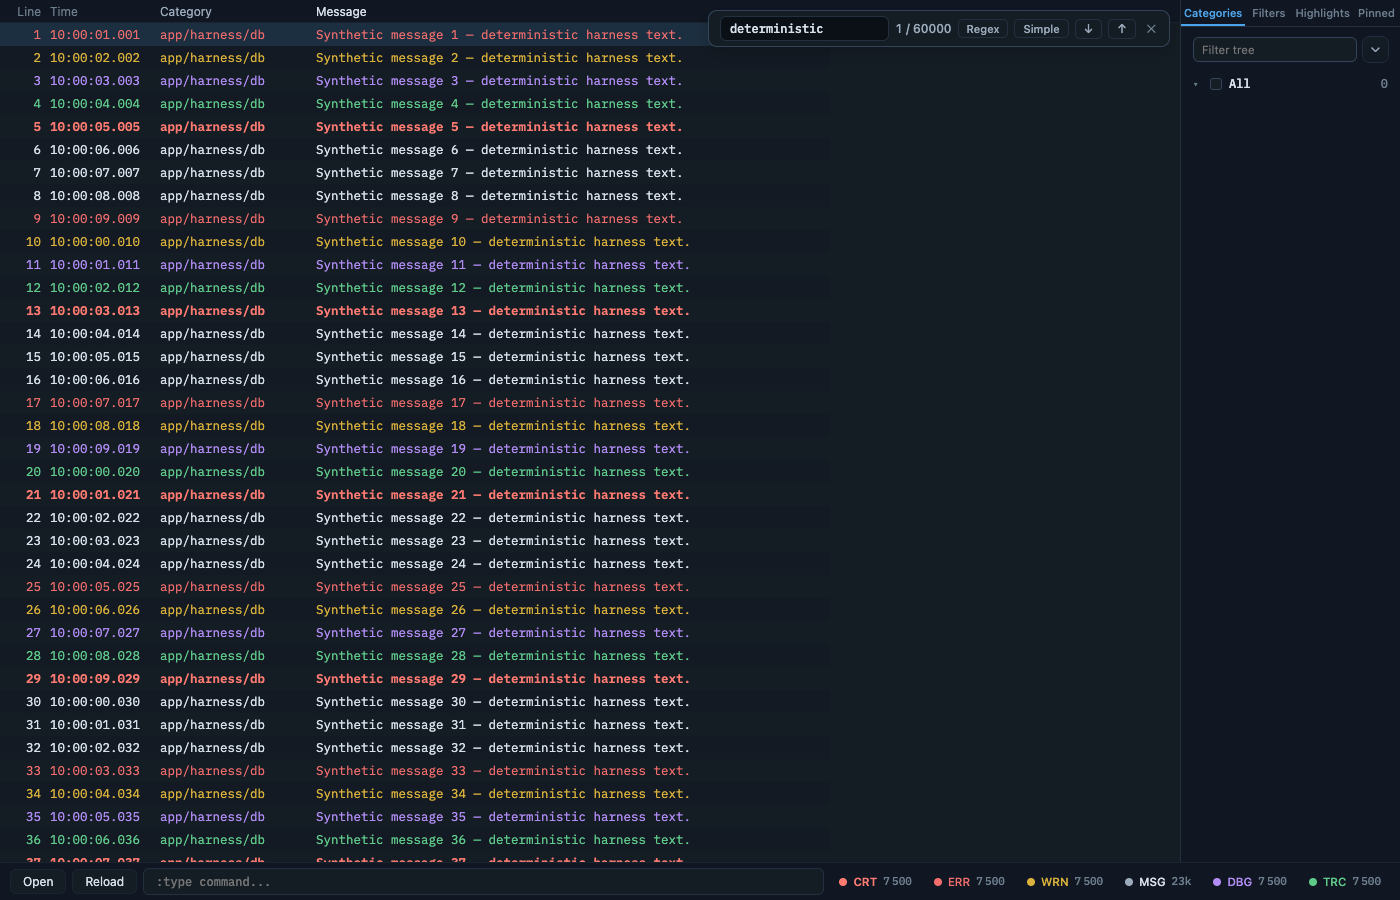 Line Time Category Message
deterministic 1 / 60000 Regex Simple
Categories Filters Highlights Pinned
Filter tree
All 0
1 10:00:01.001 app/harness/db Synthetic message 1 — deterministic harness text.
2 10:00:02.002 app/harness/db Synthetic message 2 — deterministic harness text.
3 10:00:03.003 app/harness/db Synthetic message 3 — deterministic harness text.
4 10:00:04.004 app/harness/db Synthetic message 4 — deterministic harness text.
5 10:00:05.005 app/harness/db Synthetic message 5 — deterministic harness text.
6 10:00:06.006 app/harness/db Synthetic message 6 — deterministic harness text.
7 10:00:07.007 app/harness/db Synthetic message 7 — deterministic harness text.
8 10:00:08.008 app/harness/db Synthetic message 8 — deterministic harness text.
9 10:00:09.009 app/harness/db Synthetic message 9 — deterministic harness text.
10 10:00:00.010 app/harness/db Synthetic message 10 — deterministic harness text.
11 10:00:01.011 app/harness/db Synthetic message 11 — deterministic harness text.
12 10:00:02.012 app/harness/db Synthetic message 12 — deterministic harness text.
13 10:00:03.013 app/harness/db Synthetic message 13 — deterministic harness text.
14 10:00:04.014 app/harness/db Synthetic message 14 — deterministic harness text.
15 10:00:05.015 app/harness/db Synthetic message 15 — deterministic harness text.
16 10:00:06.016 app/harness/db Synthetic message 16 — deterministic harness text.
17 10:00:07.017 app/harness/db Synthetic message 17 — deterministic harness text.
18 10:00:08.018 app/harness/db Synthetic message 18 — deterministic harness text.
19 10:00:09.019 app/harness/db Synthetic message 19 — deterministic harness text.
20 10:00:00.020 app/harness/db Synthetic message 20 — deterministic harness text.
21 10:00:01.021 app/harness/db Synthetic message 21 — deterministic harness text.
22 10:00:02.022 app/harness/db Synthetic message 22 — deterministic harness text.
23 10:00:03.023 app/harness/db Synthetic message 23 — deterministic harness text.
24 10:00:04.024 app/harness/db Synthetic message 24 — deterministic harness text.
25 10:00:05.025 app/harness/db Synthetic message 25 — deterministic harness text.
26 10:00:06.026 app/harness/db Synthetic message 26 — deterministic harness text.
27 10:00:07.027 app/harness/db Synthetic message 27 — deterministic harness text.
28 10:00:08.028 app/harness/db Synthetic message 28 — deterministic harness text.
29 10:00:09.029 app/harness/db Synthetic message 29 — deterministic harness text.
30 10:00:00.030 app/harness/db Synthetic message 30 — deterministic harness text.
31 10:00:01.031 app/harness/db Synthetic message 31 — deterministic harness text.
32 10:00:02.032 app/harness/db Synthetic message 32 — deterministic harness text.
33 10:00:03.033 app/harness/db Synthetic message 33 — deterministic harness text.
34 10:00:04.034 app/harness/db Synthetic message 34 — deterministic harness text.
35 10:00:05.035 app/harness/db Synthetic message 35 — deterministic harness text.
36 10:00:06.036 app/harness/db Synthetic message 36 — deterministic harness text.
37 10:00:07.037 app/harness/db Synthetic message 37 — deterministic harness text.
Open Reload :type command... CRT 7 500 ERR 7 500 WRN 7 500 MSG 23k DBG 7 500 TRC 7 500